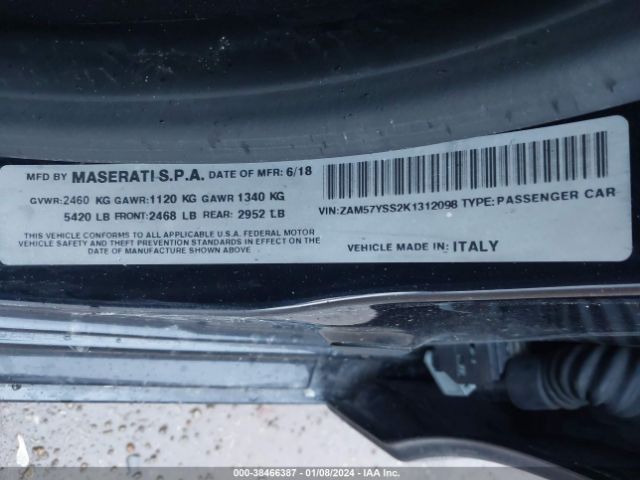 MFD BY MASERATI S.P.A. DATE OF MFR: 6/18
GVWR: 2460 KG GAWR: 1120 KG GAWR 1340 KG
5420 LB FRONT: 2468 LB REAR: 2952 LB
THIS VEHICLE CONFORMS TO ALL APPLICABLE U.S.A. FEDERAL MOTOR
VEHICLE SAFETY AND THEFT PREVENTION STANDARDS IN EFFECT ON THE
DATE OF MANUFACTURE SHOWN ABOVE.
VIN: ZAM57YSS2K1312098 TYPE: PASSENGER CAR
VEHICLE MADE IN: ITALY
000-38466387 - 01/08/2024 - IAAI.COM